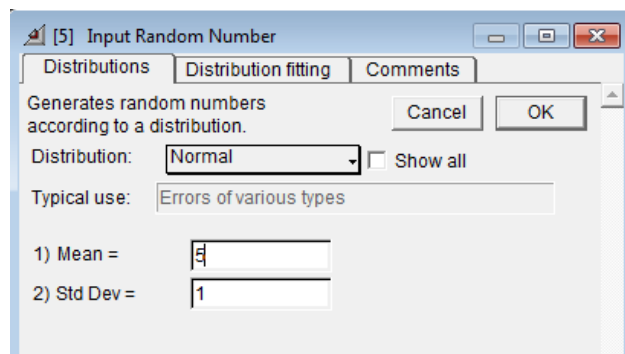 [5] Input Random Number
Distributions Distribution fitting Comments
Generates random numbers
according to a distribution.
Cancel OK
Distribution: Normal Show all
Typical use: Errors of various types
1) Mean = 5
2) Std Dev = 1